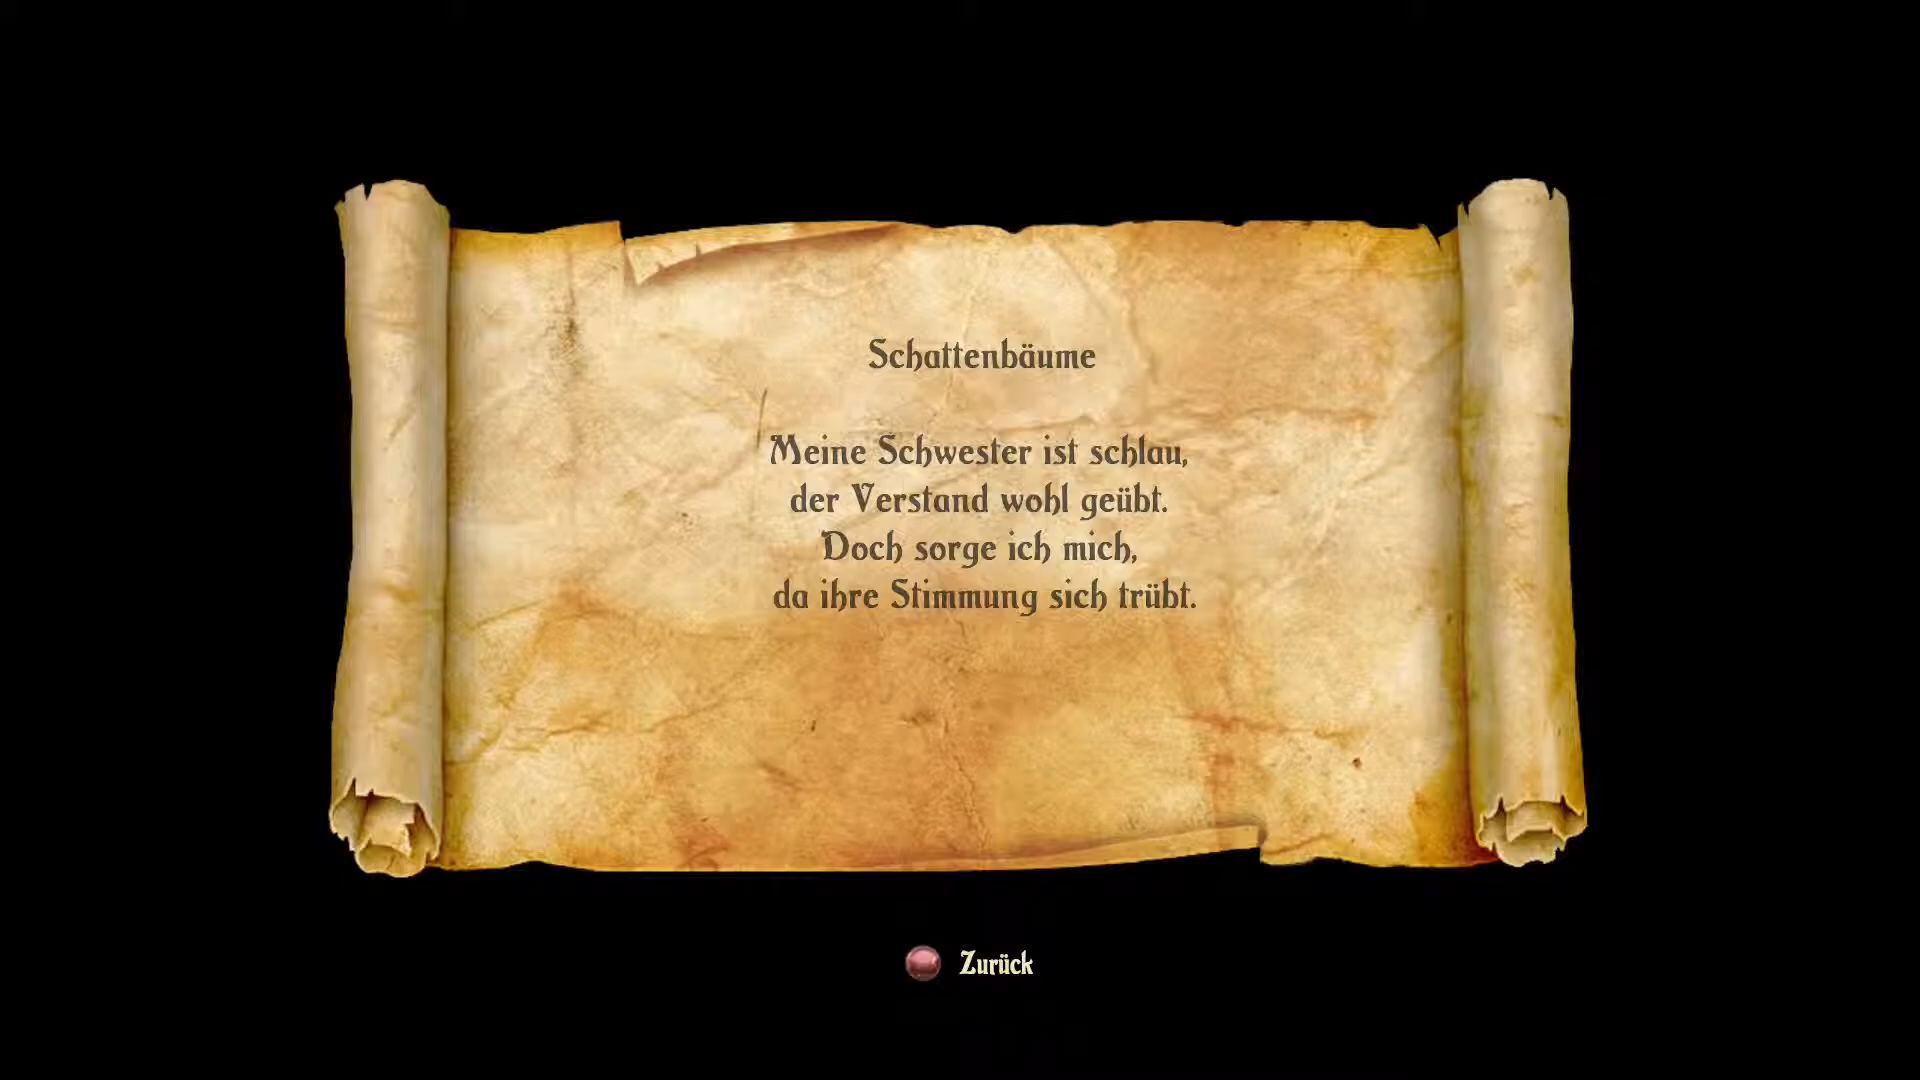 Schattenbäume
Meine Schwester ist schlau,
der Verstand wohl geübt.
Doch sorge ich mich,
da ihre Stimmung sich trübt.
Zurück